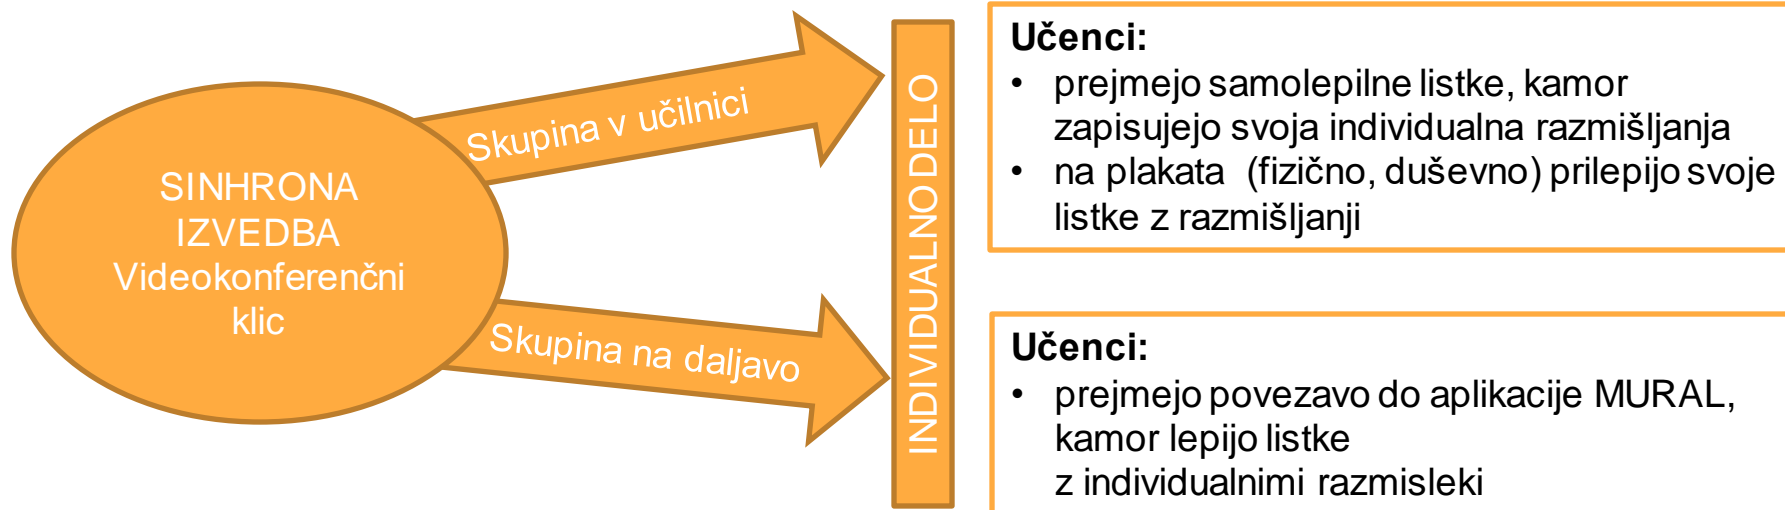 SINHRONA
IZVEDBA
Videokonferenčni
klic
Skupina v učilnici
Skupina na daljavo
INDIVIDUALNO DELO
Učenci:
• prejmejo samolepilne listke, kamor
zapisujejo svoja individualna razmišljanja
• na plakata (fizično, duševno) prilepijo svoje
listke z razmišljanji
Učenci:
• prejmejo povezavo do aplikacije MURAL,
kamor lepijo listke
z individualnimi razmisleki